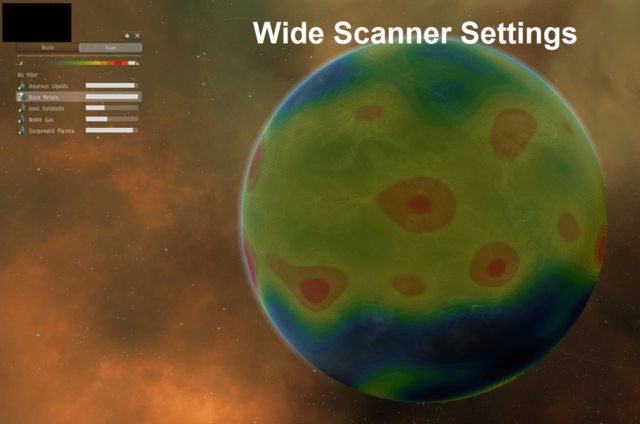 Wide Scanner Settings
Build Scan
No filter
Aqueous Liquids
Base Metals
Ionic Solutions
Noble Gas
Suspended Plasma